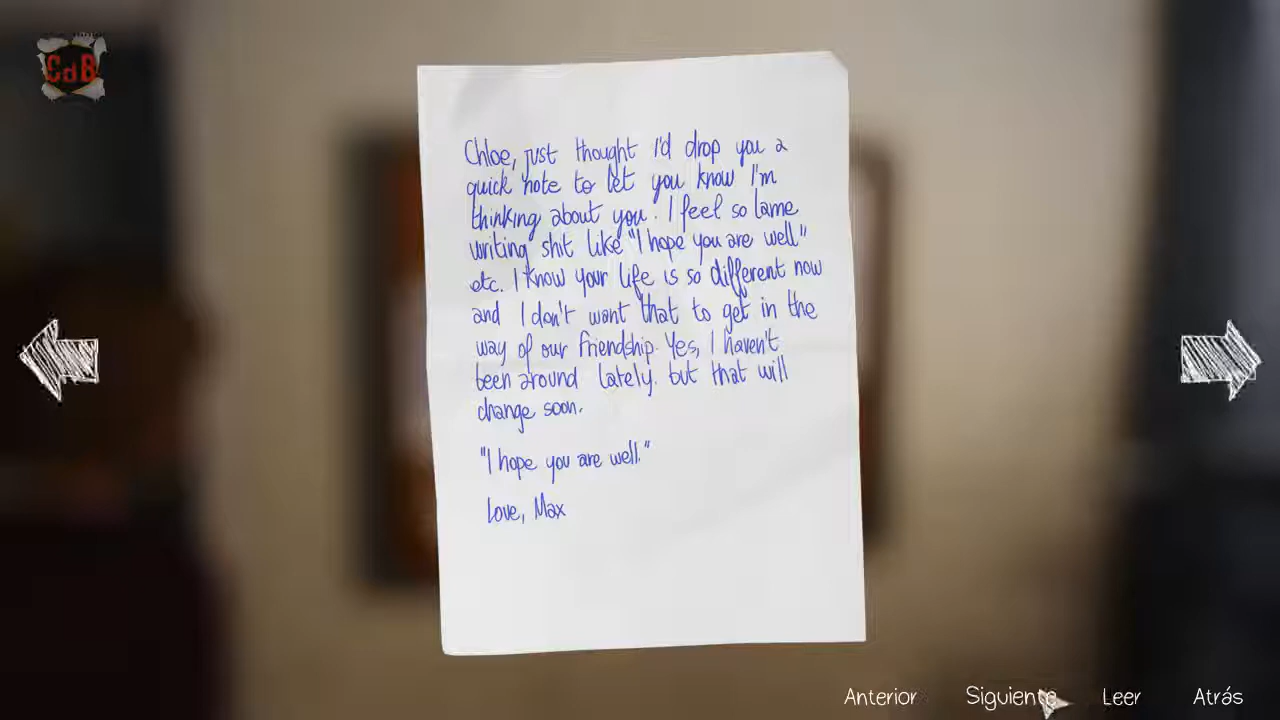 CdB
Chloe, just thought I'd drop you a
quick note to let you know I'm
thinking about you. I feel so lame
writing shit like "I hope you are well"
etc. I know your life is so different now
and I don't want that to get in the
way of our friendship. Yes, I haven't
been around lately. but that will
change soon.
"I hope you are well."
Love, Max
Anterior Siguiente Leer Atrás